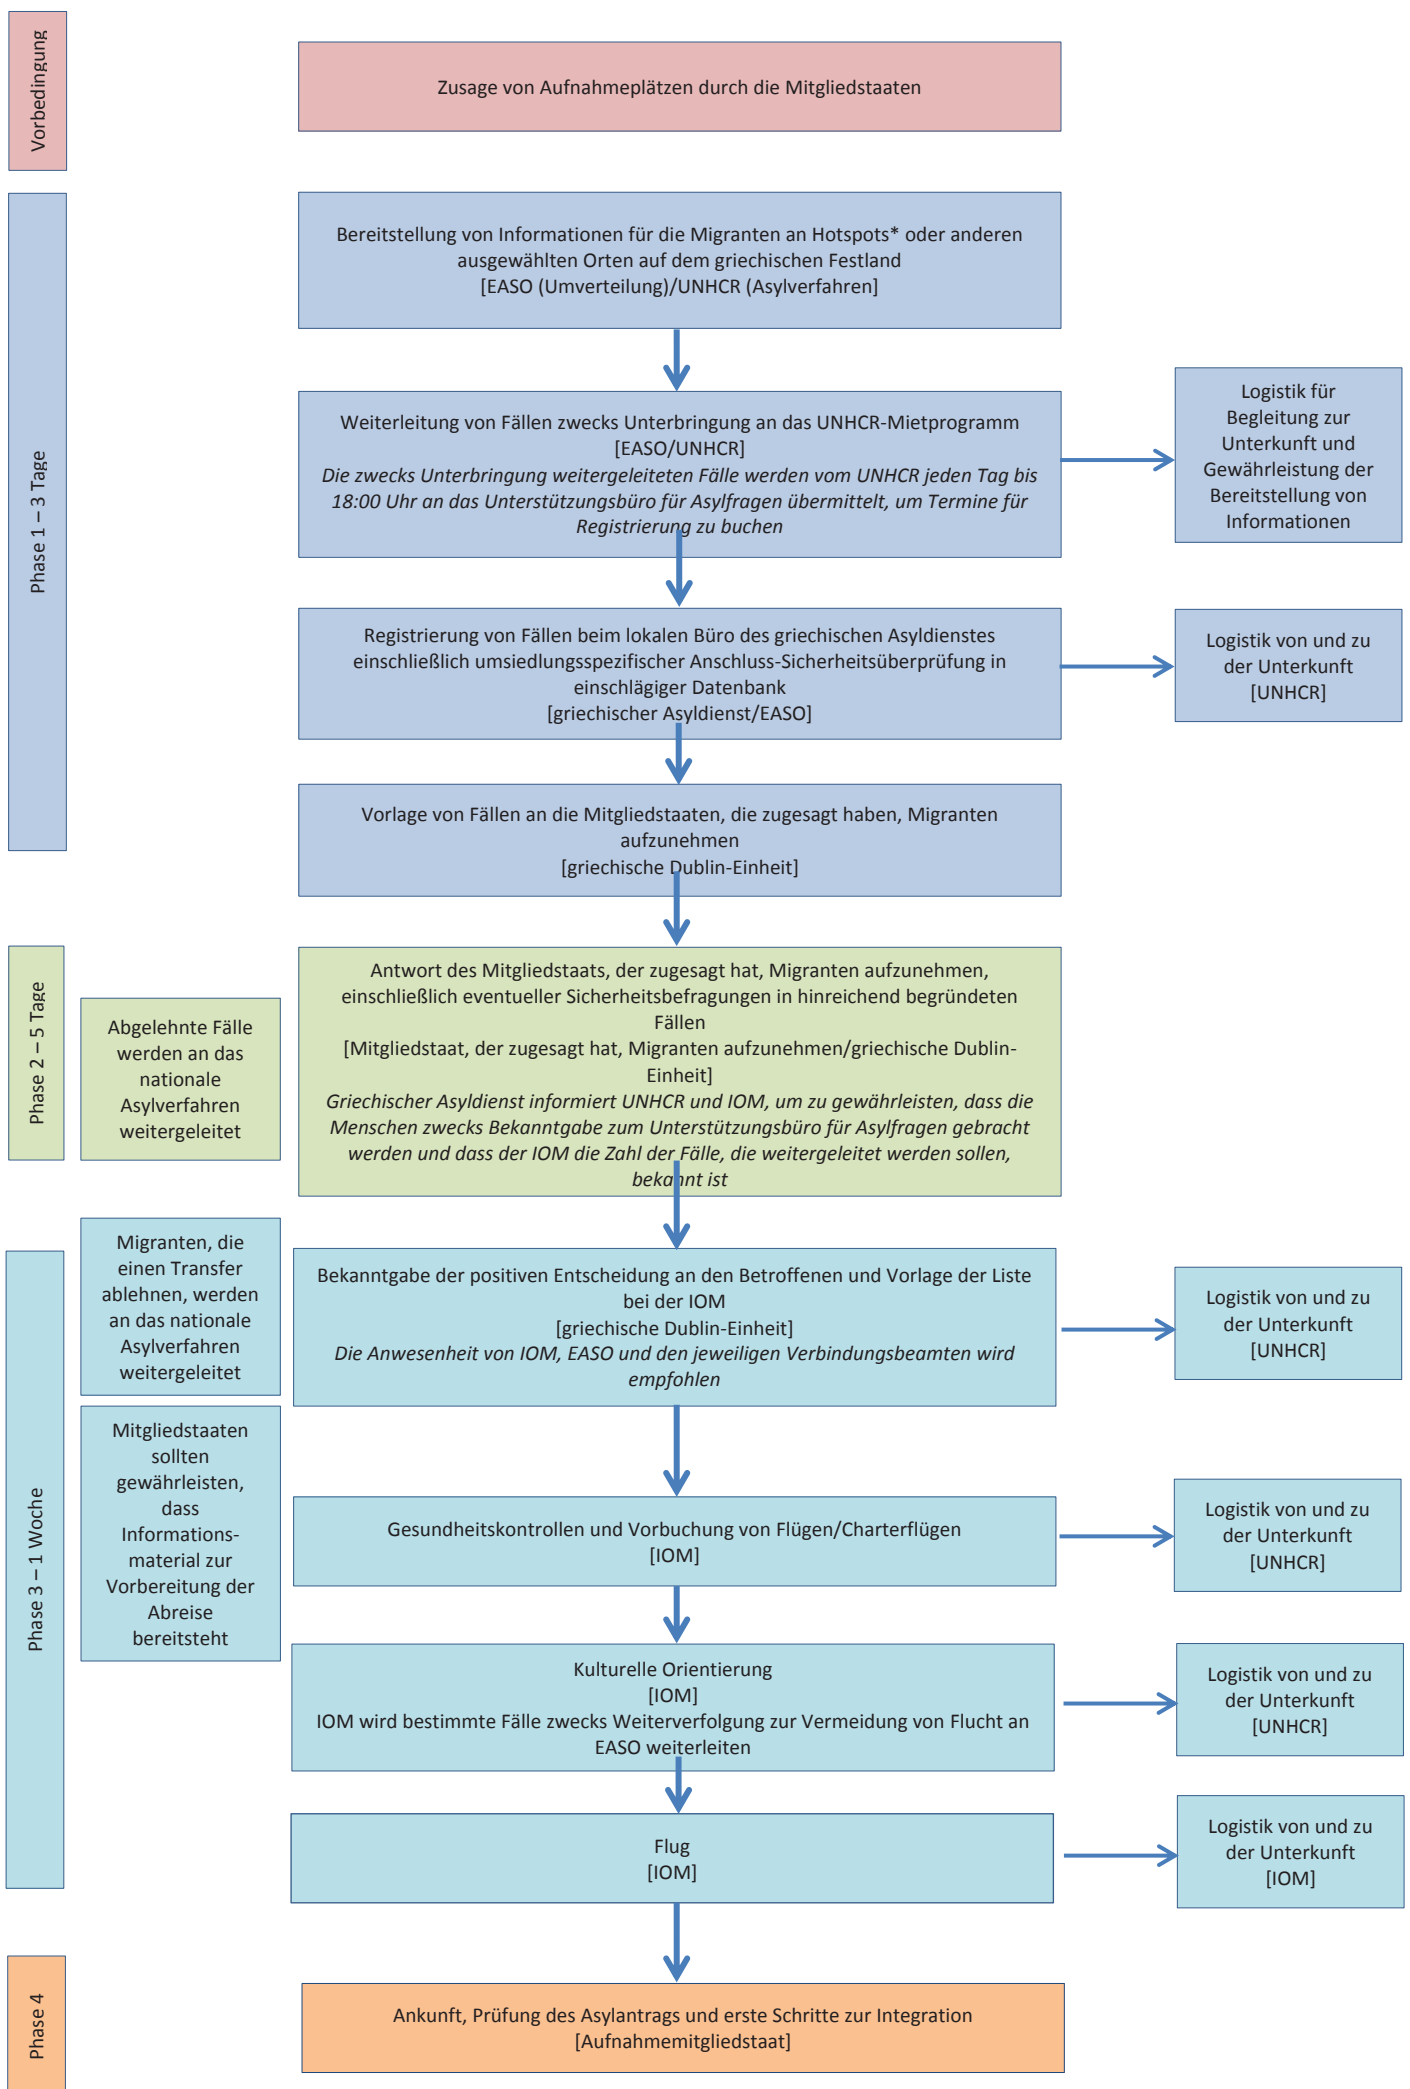 Vorbedingung
Zusage von Aufnahmeplätzen durch die Mitgliedstaaten
Phase 1 – 3 Tage
Bereitstellung von Informationen für die Migranten an Hotspots* oder anderen
ausgewählten Orten auf dem griechischen Festland
[EASO (Umverteilung)/UNHCR (Asylverfahren]
Weiterleitung von Fällen zwecks Unterbringung an das UNHCR-Mietprogramm
[EASO/UNHCR]
Die zwecks Unterbringung weitergeleiteten Fälle werden vom UNHCR jeden Tag bis
18:00 Uhr an das Unterstützungsbüro für Asylfragen übermittelt, um Termine für
Registrierung zu buchen
Logistik für
Begleitung zur
Unterkunft und
Gewährleistung der
Bereitstellung von
Informationen
Registrierung von Fällen beim lokalen Büro des griechischen Asyldienstes
einschließlich umsiedlungsspezifischer Anschluss-Sicherheitsüberprüfung in
einschlägiger Datenbank
[griechischer Asyldienst/EASO]
Logistik von und zu
der Unterkunft
[UNHCR]
Vorlage von Fällen an die Mitgliedstaaten, die zugesagt haben, Migranten
aufzunehmen
[griechische Dublin-Einheit]
Phase 2 – 5 Tage
Abgelehnte Fälle
werden an das
nationale
Asylverfahren
weitergeleitet
Antwort des Mitgliedstaats, der zugesagt hat, Migranten aufzunehmen,
einschließlich eventueller Sicherheitsbefragungen in hinreichend begründeten
Fällen
[Mitgliedstaat, der zugesagt hat, Migranten aufzunehmen/griechische Dublin-
Einheit]
Griechischer Asyldienst informiert UNHCR und IOM, um zu gewährleisten, dass die
Menschen zwecks Bekanntgabe zum Unterstützungsbüro für Asylfragen gebracht
werden und dass der IOM die Zahl der Fälle, die weitergeleitet werden sollen,
bekannt ist
Phase 3 – 1 Woche
Migranten, die
einen Transfer
ablehnen, werden
an das nationale
Asylverfahren
weitergeleitet
Bekanntgabe der positiven Entscheidung an den Betroffenen und Vorlage der Liste
bei der IOM
[griechische Dublin-Einheit]
Die Anwesenheit von IOM, EASO und den jeweiligen Verbindungsbeamten wird
empfohlen
Logistik von und zu
der Unterkunft
[UNHCR]
Mitgliedstaaten
sollten
gewährleisten,
dass
Informations-
material zur
Vorbereitung der
Abreise
bereitsteht
Gesundheitskontrollen und Vorbuchung von Flügen/Charterflügen
[IOM]
Logistik von und zu
der Unterkunft
[UNHCR]
Kulturelle Orientierung
[IOM]
IOM wird bestimmte Fälle zwecks Weiterverfolgung zur Vermeidung von Flucht an
EASO weiterleiten
Logistik von und zu
der Unterkunft
[UNHCR]
Flug
[IOM]
Logistik von und zu
der Unterkunft
[IOM]
Phase 4
Ankunft, Prüfung des Asylantrags und erste Schritte zur Integration
[Aufnahmemitgliedstaat]